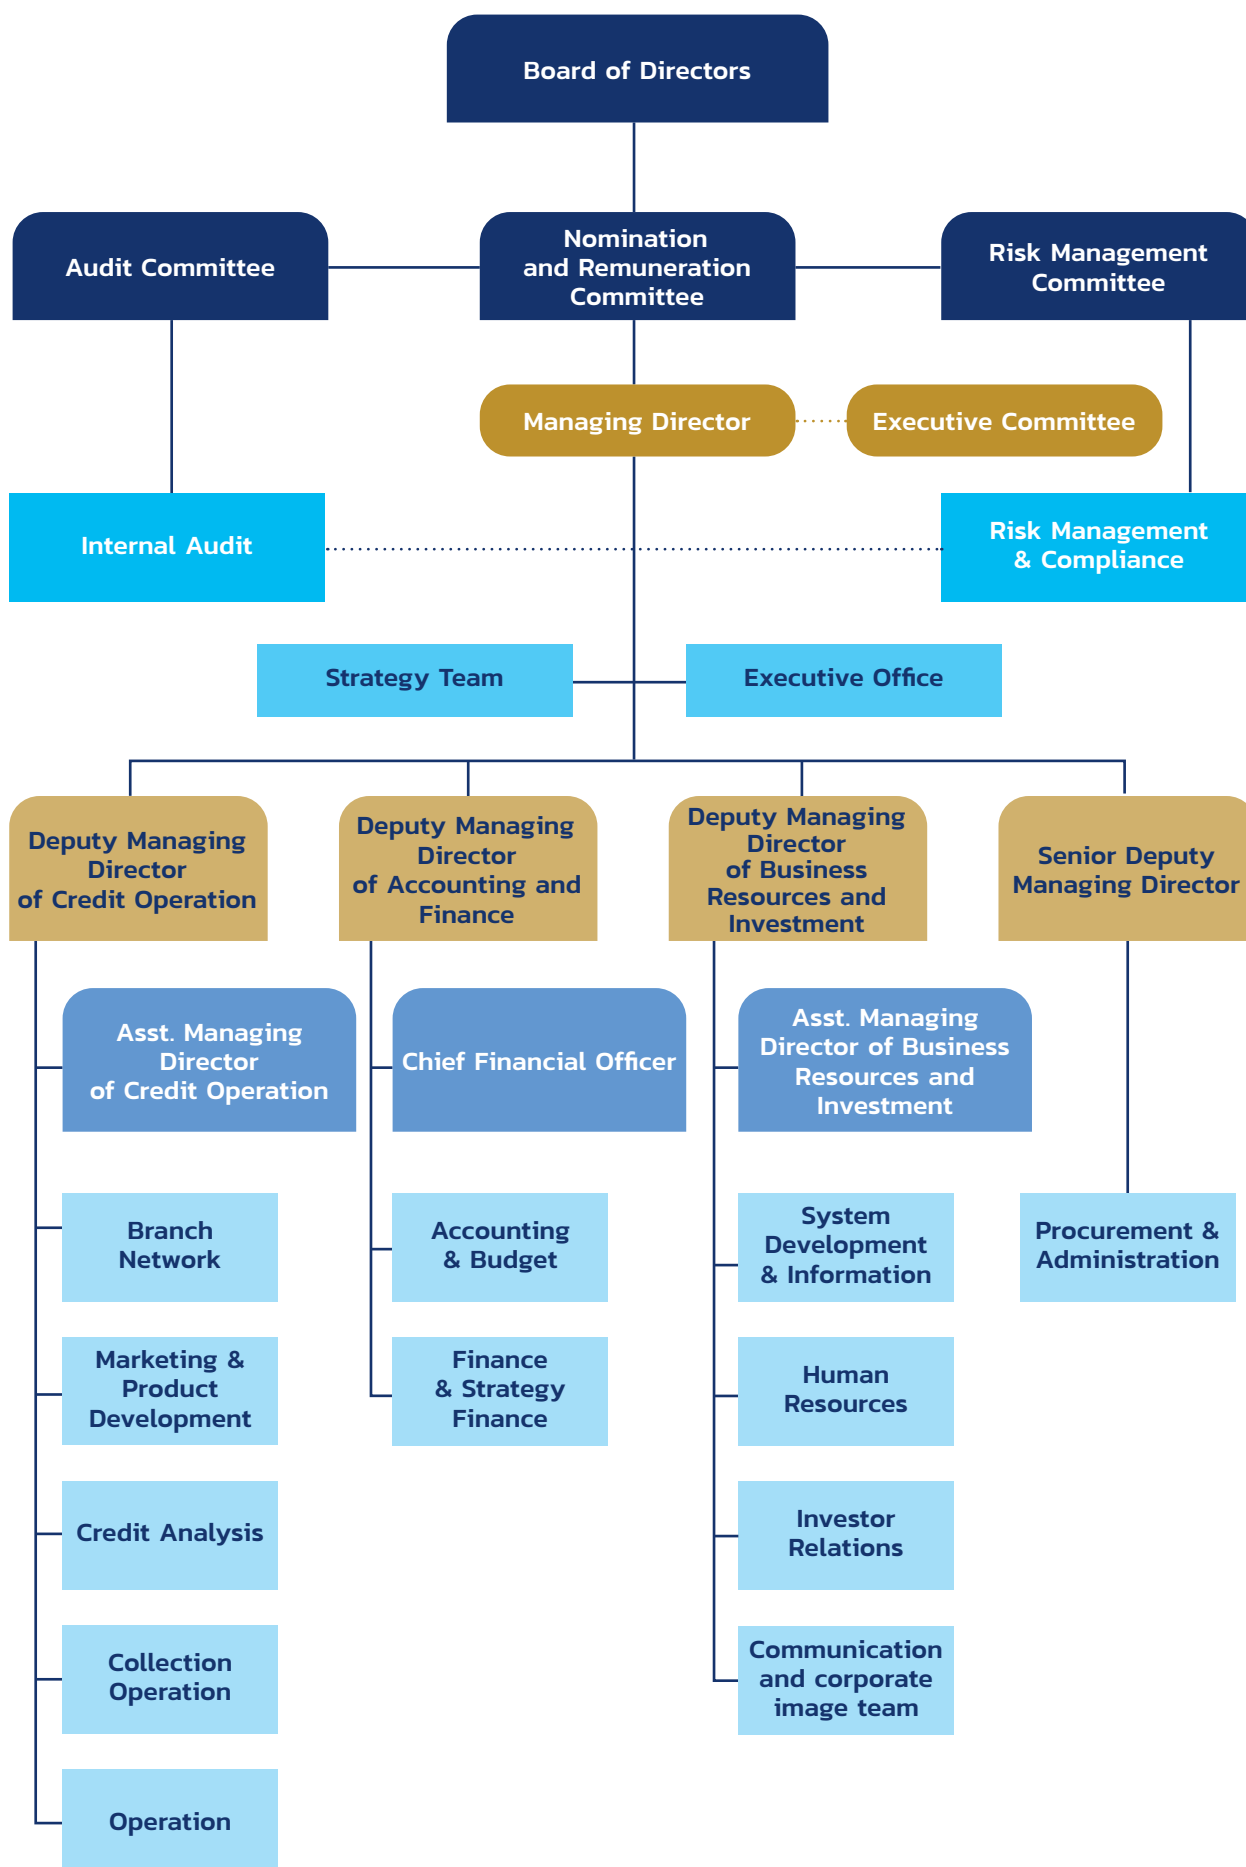 Board of Directors
Audit Committee
Nomination
and Remuneration
Committee
Risk Management
Committee
Managing Director
Executive Committee
Internal Audit
Risk Management
& Compliance
Strategy Team
Executive Office
Deputy Managing
Director
of Credit Operation
Deputy Managing
Director
of Accounting and
Finance
Deputy Managing
Director
of Business
Resources and
Investment
Senior Deputy
Managing Director
Asst. Managing
Director
of Credit Operation
Chief Financial Officer
Asst. Managing
Director of Business
Resources and
Investment
Branch
Network
Accounting
& Budget
System
Development
& Information
Procurement &
Administration
Marketing &
Product
Development
Finance
& Strategy
Finance
Human
Resources
Credit Analysis
Investor
Relations
Collection
Operation
Communication
and corporate
image team
Operation